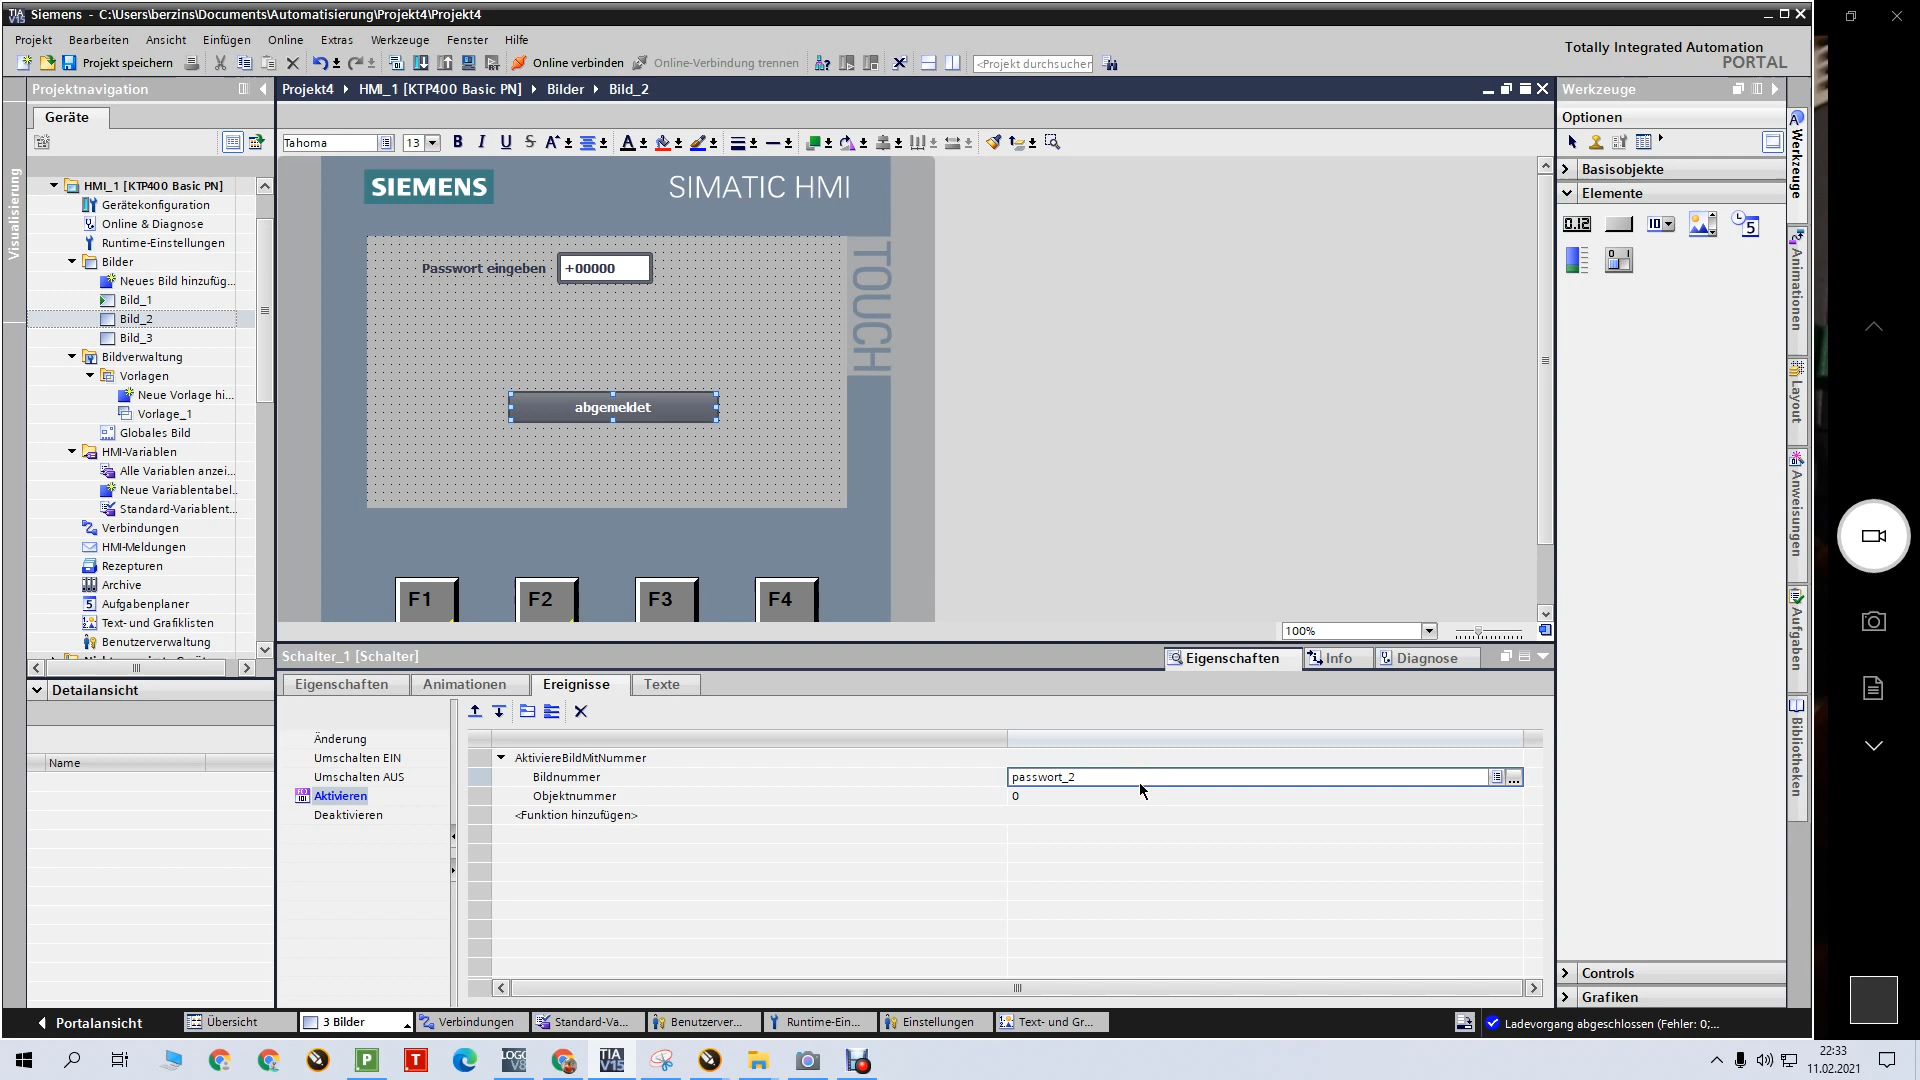 Siemens - C:\Users\berzins\Documents\Automatisierung\Projekt4\Projekt4
Projekt Bearbeiten Ansicht Einfügen Online Extras Werkzeuge Fenster Hilfe
Totally Integrated Automation
PORTAL
Projekt speichern Online verbinden Online-Verbindung trennen <Projekt durchsuchen
Projektnavigation
Projekt4 HMI_1 [KTP400 Basic PN] Bilder Bild_2
Werkzeuge
Geräte
Optionen
Tahoma 13 B I U S A
Visualisierung
HMI_1 [KTP400 Basic PN]
Gerätekonfiguration
Online & Diagnose
Runtime-Einstellungen
Bilder
Neues Bild hinzufüg...
Bild_1
Bild_2
Bild_3
Bildverwaltung
Vorlagen
Neue Vorlage hi...
Vorlage_1
Globales Bild
HMI-Variablen
Alle Variablen anzei...
Neue Variablentabel...
Standard-Variablent...
Verbindungen
HMI-Meldungen
Rezepturen
Archive
Aufgabenplaner
Text- und Grafiklisten
Benutzerverwaltung
Detailansicht
Name
SIEMENS SIMATIC HMI
TOUCH
Passwort eingeben +00000
abgemeldet
F1 F2 F3 F4
100%
Basisobjekte
Elemente
Controls
Grafiken
Werkzeuge
Animationen
Layout
Anweisungen
Aufgaben
Bibliotheken
Schalter_1 [Schalter]
Eigenschaften Info Diagnose
Eigenschaften Animationen Ereignisse Texte
Änderung
Umschalten EIN
Umschalten AUS
Aktivieren
Deaktivieren
AktiviereBildMitNummer
Bildnummer passwort_2
Objektnummer 0
<Funktion hinzufügen>
Portalansicht Übersicht 3 Bilder Verbindungen Standard-Va... Benutzerver... Runtime-Ein... Einstellungen Text- und Gr... Ladevorgang abgeschlossen (Fehler: 0;...
22:33
11.02.2021